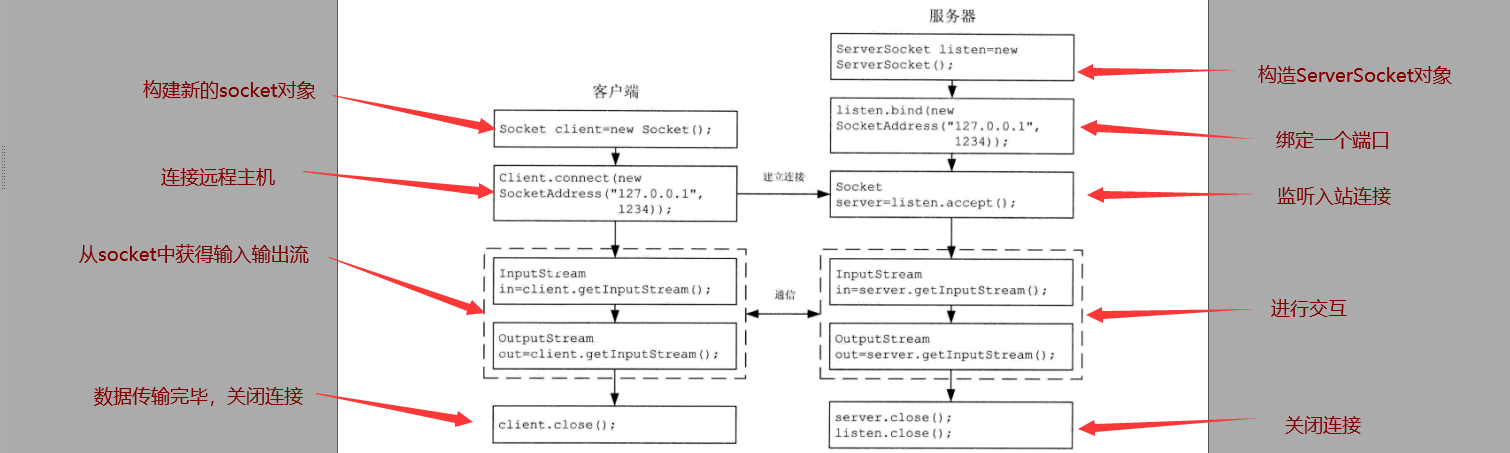 服务器
ServerSocket listen=new
ServerSocket();
构造ServerSocket对象
构建新的socket对象
客户端
Socket client=new Socket();
listen.bind(new
SocketAddress("127.0.0.1",
1234));
绑定一个端口
连接远程主机
Client.connect(new
SocketAddress("127.0.0.1",
1234));
建立连接
Socket
server=listen.accept();
监听入站连接
从socket中获得输入输出流
InputStream
in=client.getInputStream();
OutputStream
out=client.getInputStream();
通信
InputStream
in=server.getInputStream();
OutputStream
out=server.getInputStream();
进行交互
数据传输完毕，关闭连接
client.close();
server.close();
listen.close();
关闭连接